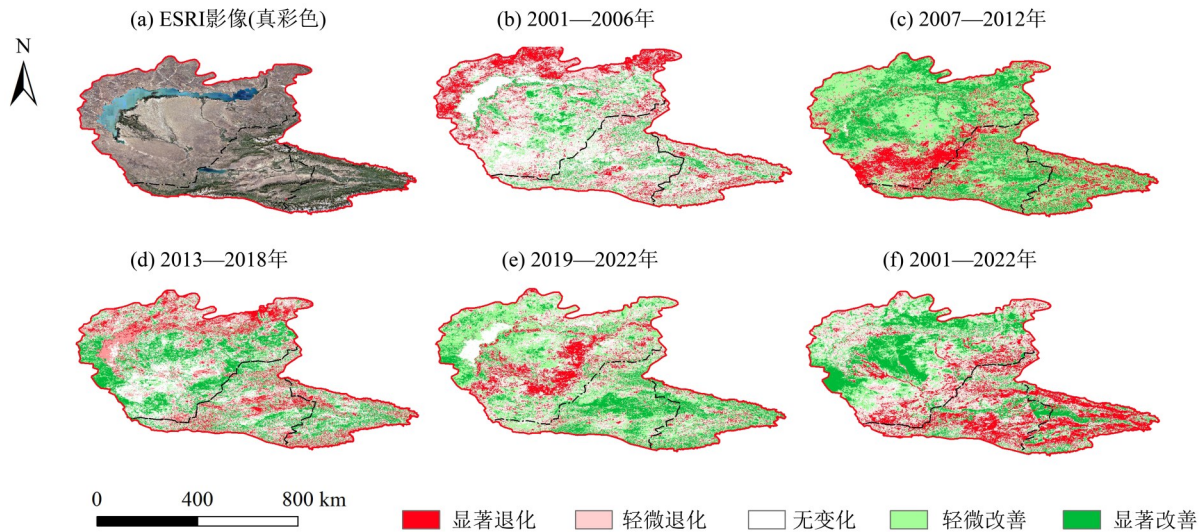 (a) ESRI影像(真彩色)
(b) 2001—2006年
(c) 2007—2012年
N
(d) 2013—2018年
(e) 2019—2022年
(f) 2001—2022年
0 400 800 km
显著退化 轻微退化 无变化 轻微改善 显著改善